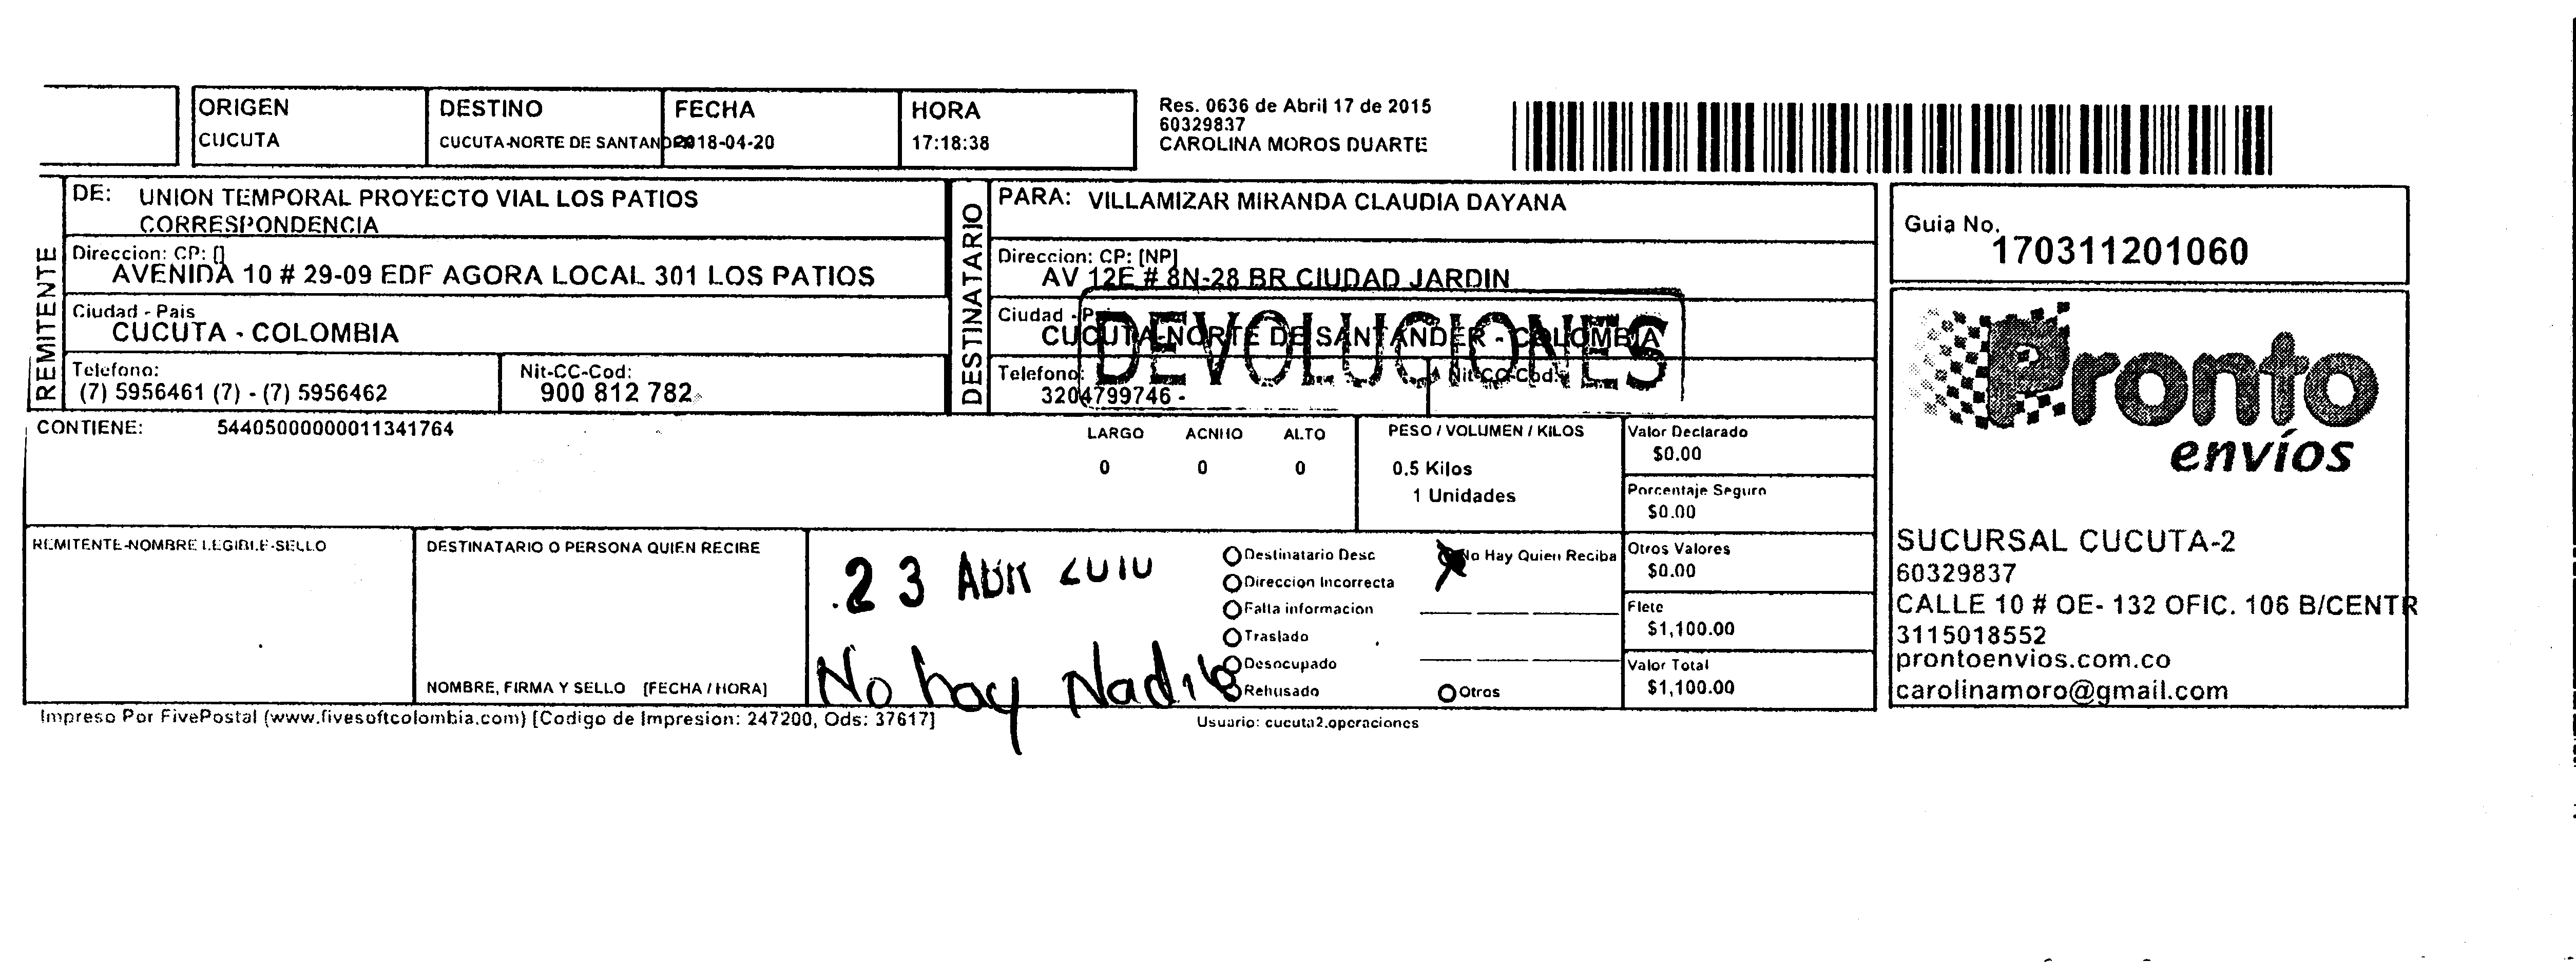 ORIGEN
CUCUTA
DESTINO
CUCUTA-NORTE DE SANTANDER
FECHA
2018-04-20
HORA
17:18:38
Res. 0636 de Abril 17 de 2015
60329837
CAROLINA MOROS DUARTE
REMITENTE
DE: UNION TEMPORAL PROYECTO VIAL LOS PATIOS
CORRESPONDENCIA
Direccion: CP: []
AVENIDA 10 # 29-09 EDF AGORA LOCAL 301 LOS PATIOS
Ciudad - Pais
CUCUTA - COLOMBIA
Telefono:
(7) 5956461 (7) - (7) 5956462
Nit-CC-Cod:
900 812 782
DESTINATARIO
PARA: VILLAMIZAR MIRANDA CLAUDIA DAYANA
Direccion: CP: [NP]
AV 12E # 8N-28 BR CIUDAD JARDIN
Ciudad - Pais
CUCUTA-NORTE DE SANTANDER - COLOMBIA
DEVOLUCIONES
Telefono:
3204799746 -
Nit-CC-Cod:
Guia No.
170311201060
Pronto
envíos
CONTIENE: 54405000000011341764
LARGO ACNHO ALTO
0 0 0
PESO / VOLUMEN / KILOS
0.5 Kilos
1 Unidades
Valor Declarado
$0.00
Porcentaje Seguro
$0.00
Otros Valores
$0.00
Flete
$1,100.00
Valor Total
$1,100.00
REMITENTE-NOMBRE LEGIBLE-SELLO
DESTINATARIO O PERSONA QUIEN RECIBE
NOMBRE, FIRMA Y SELLO [FECHA / HORA]
23 ABR 2018
No hay Nadie
Destinatario Desc
Direccion Incorrecta
Falta informacion
Traslado
Desocupado
Rehusado
No Hay Quien Reciba
Otros
SUCURSAL CUCUTA-2
60329837
CALLE 10 # OE- 132 OFIC. 106 B/CENTR
3115018552
prontoenvios.com.co
carolinamoro@gmail.com
Impreso Por FivePostal (www.fivesoftcolombia.com) [Codigo de Impresion: 247200, Ods: 37617]
Usuario: cucuta2.operaciones